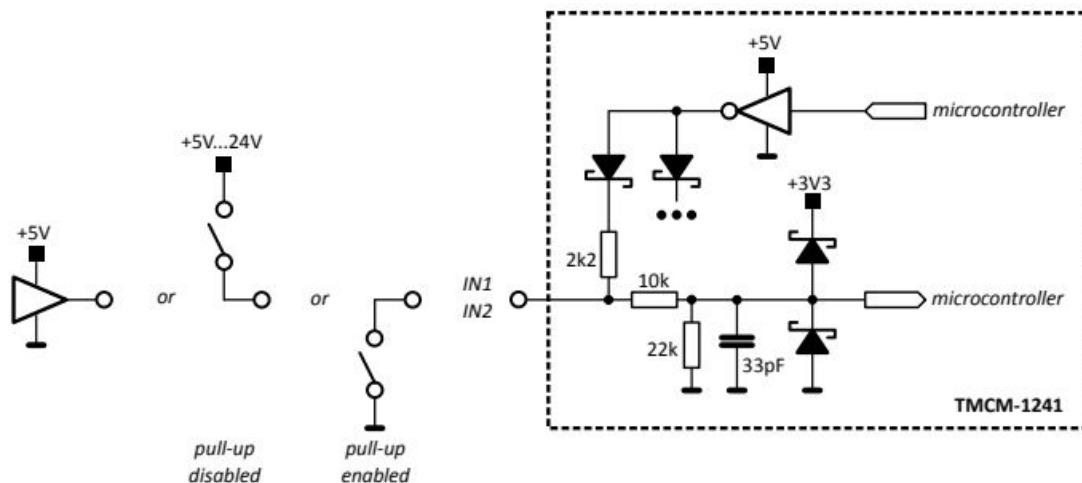 +5V
microcontroller
+5V...24V
+3V3
+5V
2k2
IN1
10k
or
or
IN2
microcontroller
22k
33pF
TMCM-1241
pull-up
disabled
pull-up
enabled